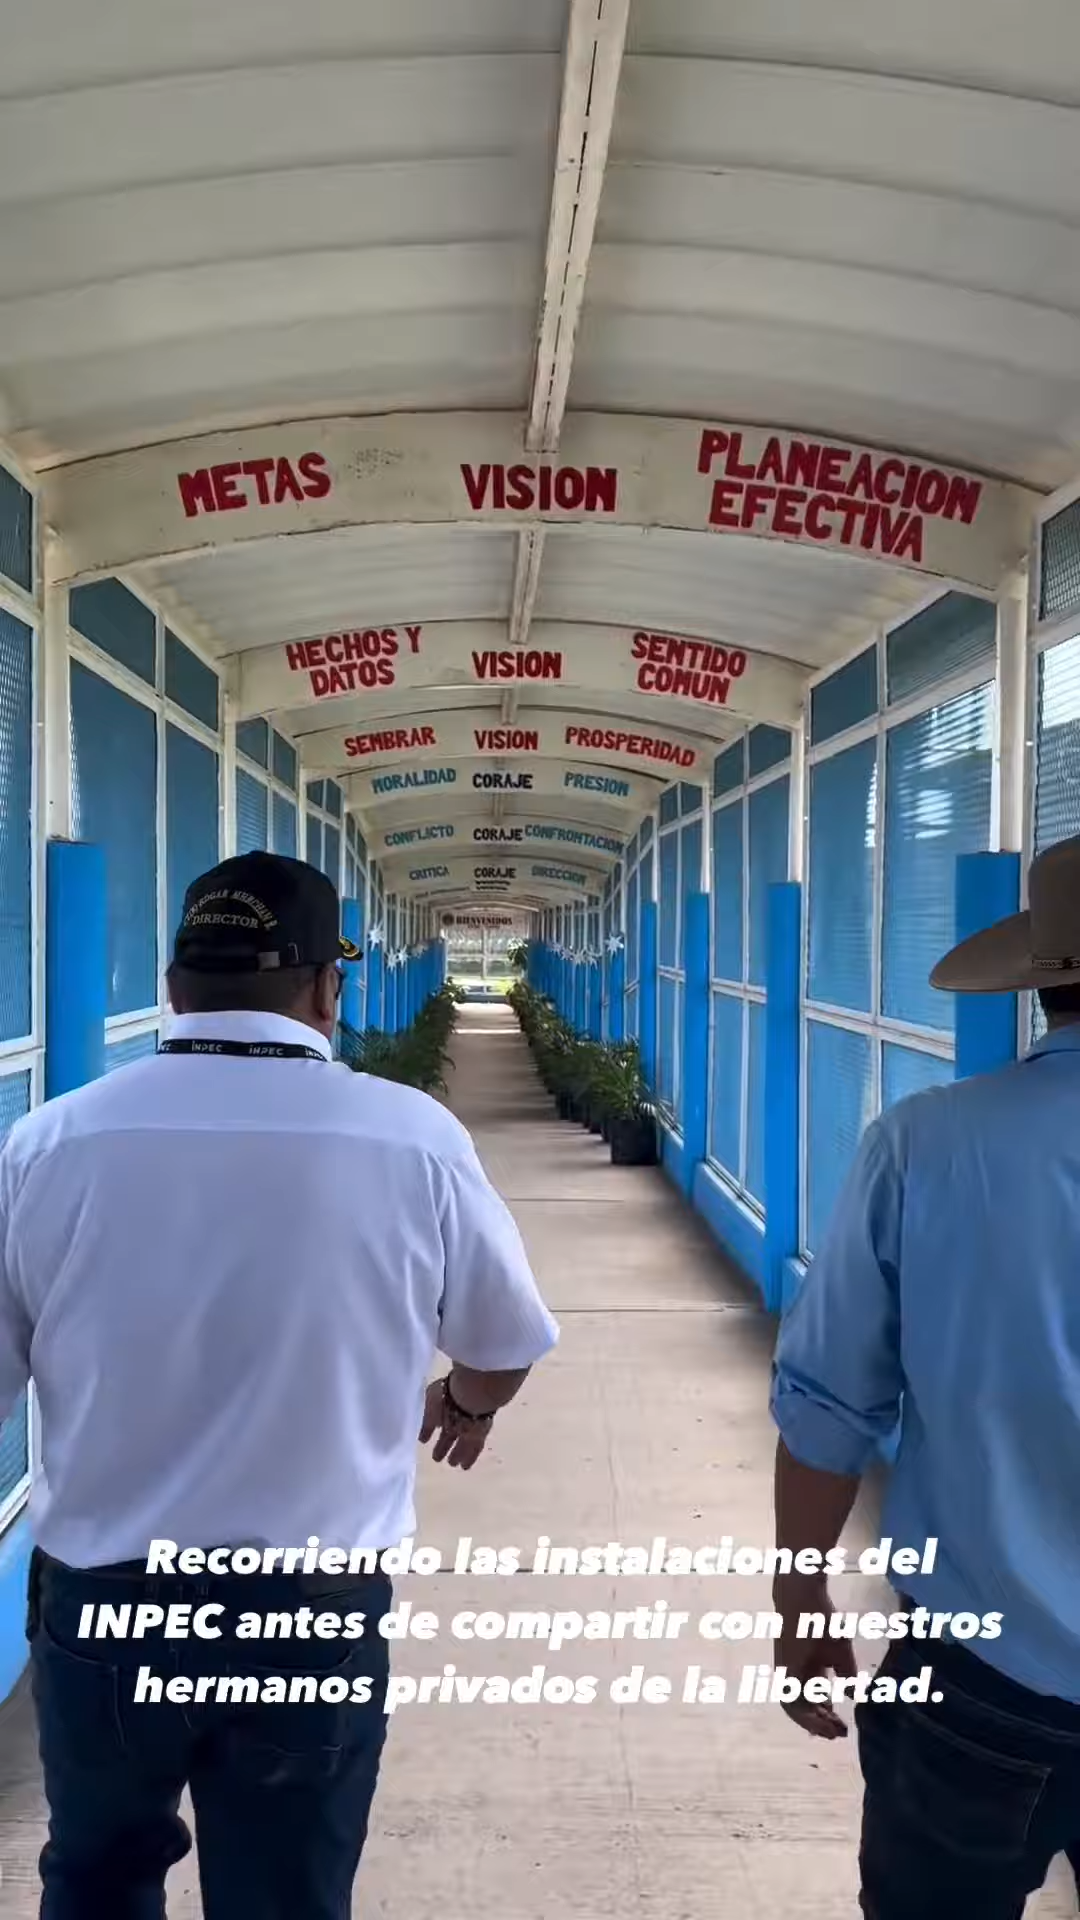 METAS VISION PLANEACION
EFECTIVA
HECHOS Y
DATOS VISION SENTIDO
COMUN
SEMBRAR VISION PROSPERIDAD
MORALIDAD CORAJE PRESION
CONFLICTO CORAJE CONFRONTACION
CRITICA CORAJE DIRECCION
BIENVENIDOS
DIRECTOR
INPEC INPEC
Recorriendo las instalaciones del
INPEC antes de compartir con nuestros
hermanos privados de la libertad.